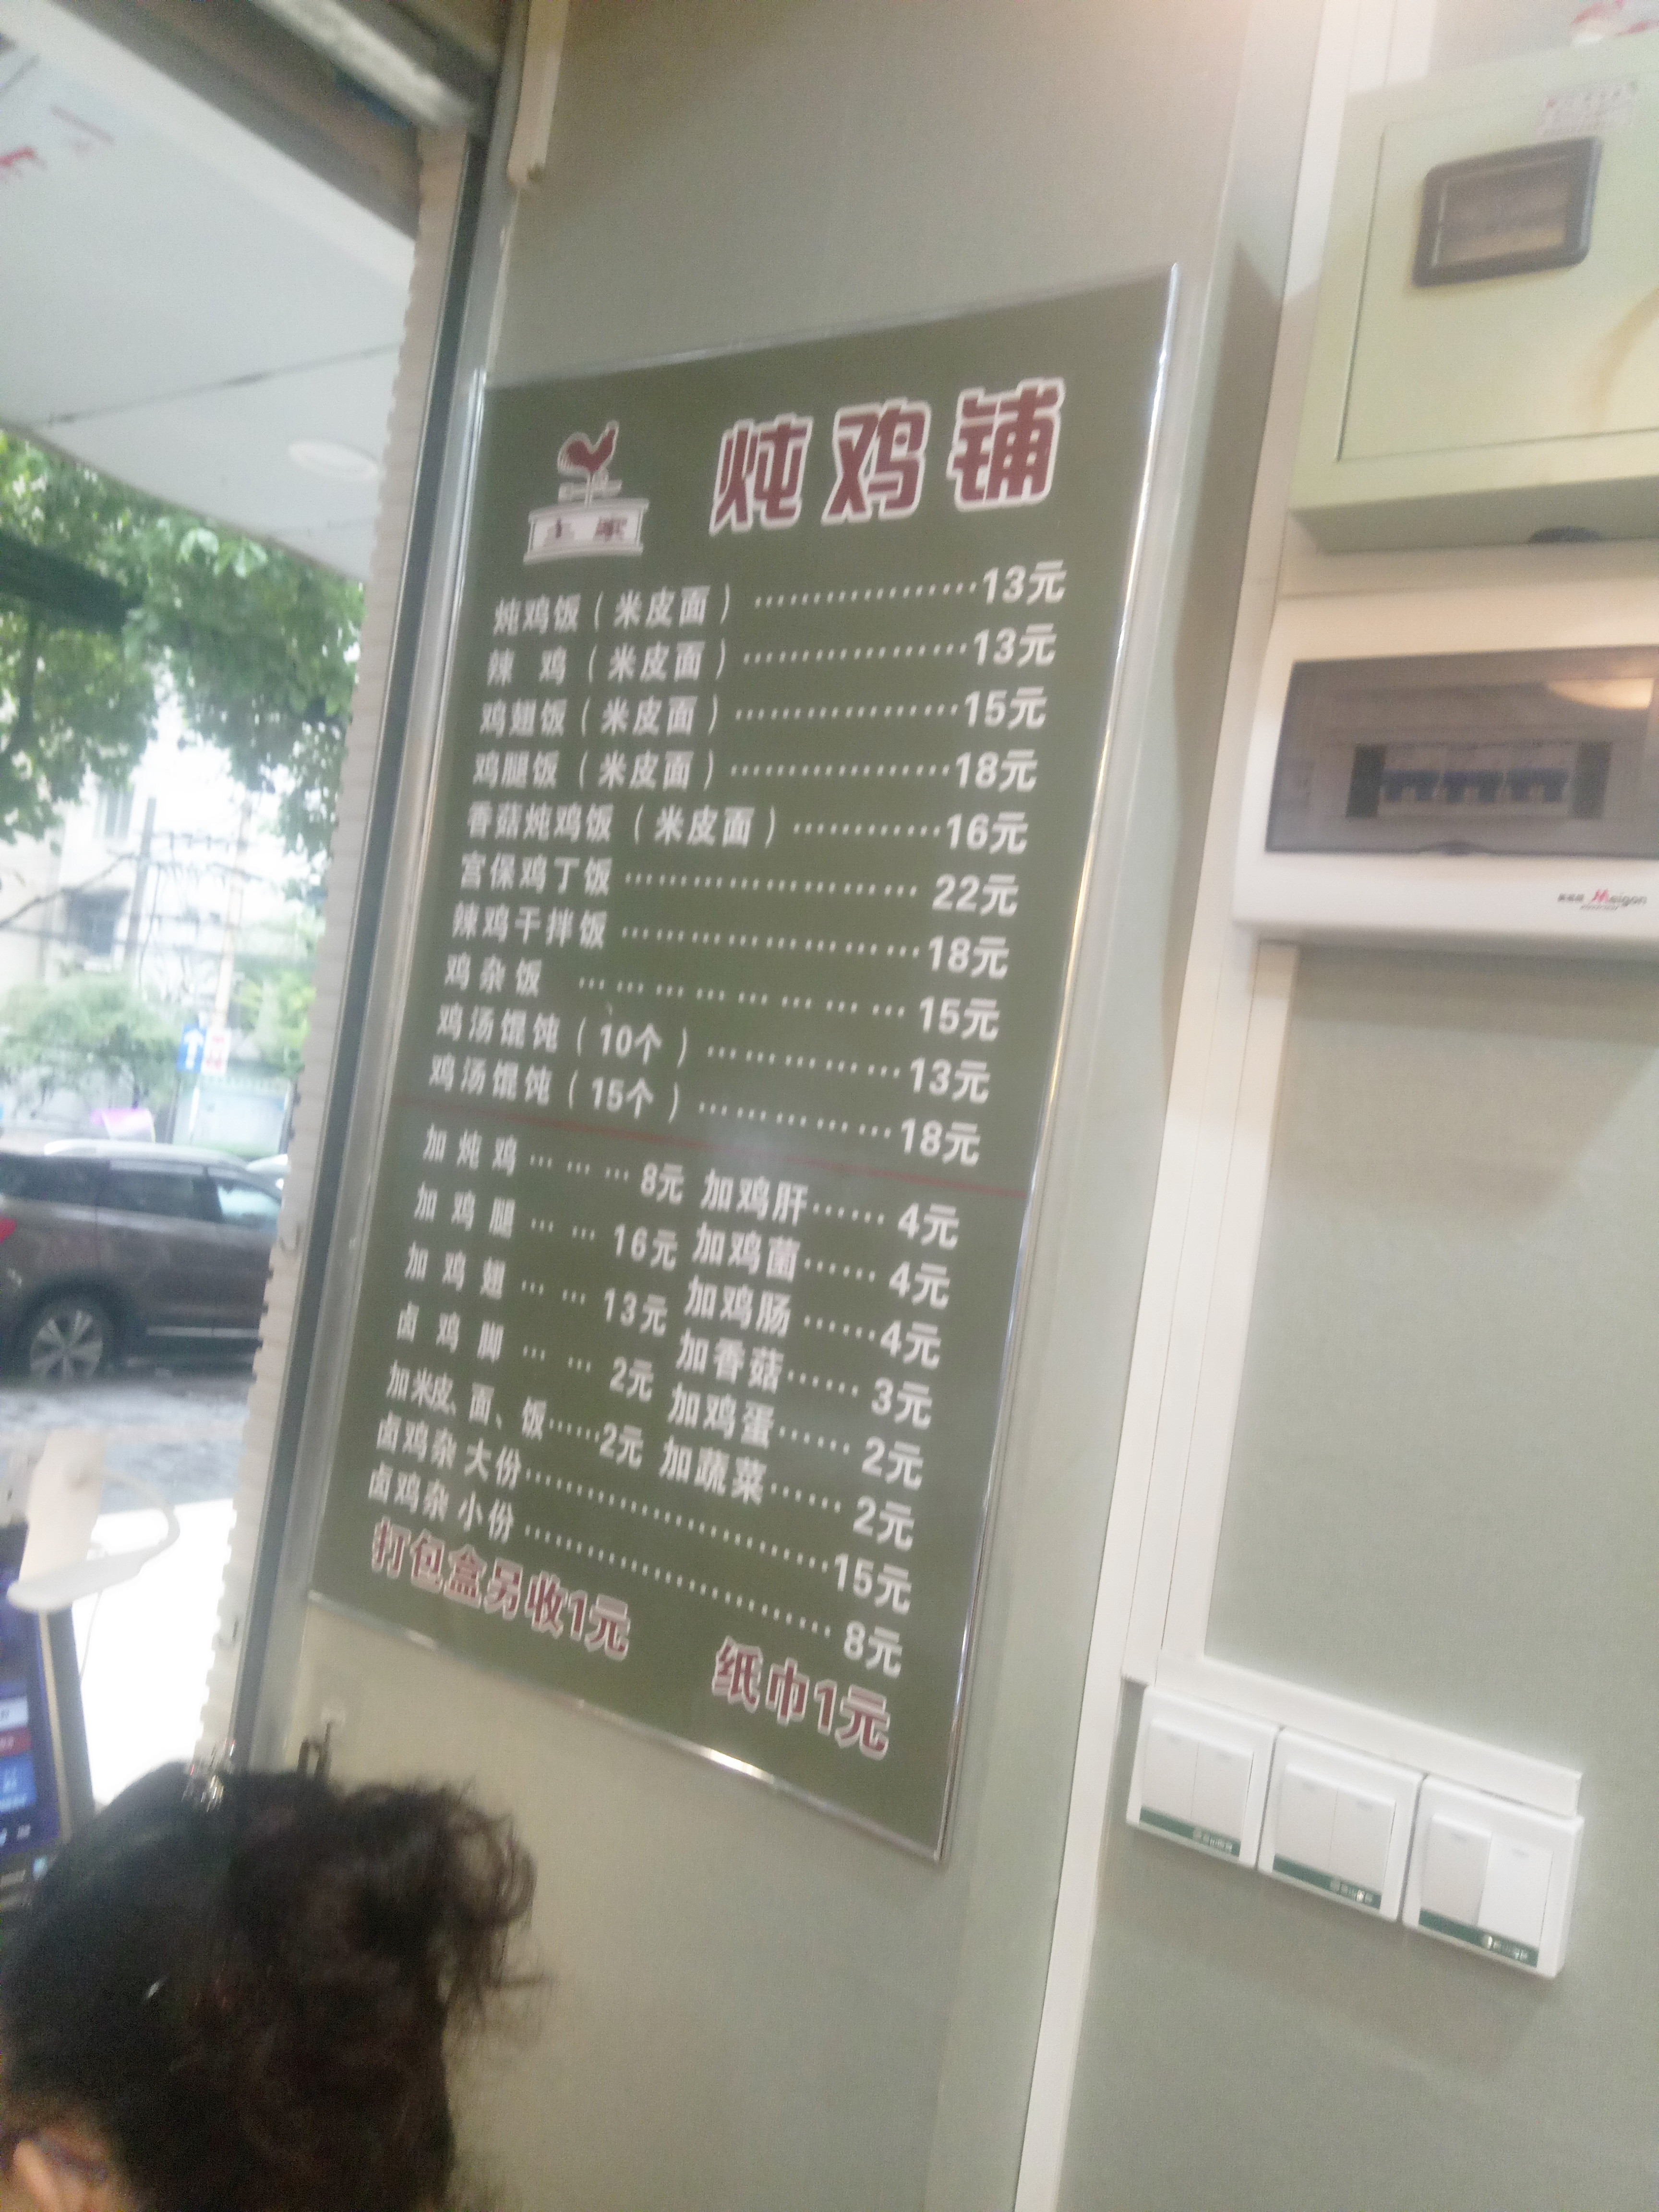 炖鸡铺
炖鸡饭（米皮面）…………………13元
辣 鸡（米皮面）…………………13元
鸡翅饭（米皮面）…………………15元
鸡腿饭（米皮面）…………………18元
香菇炖鸡饭（米皮面）…………16元
宫保鸡丁饭………………………22元
辣鸡干拌饭………………………18元
鸡杂饭 ………………………15元
鸡汤馄饨（10个）………………13元
鸡汤馄饨（15个）………………18元
加炖鸡………8元 加鸡肝……4元
加鸡腿………16元 加鸡菌……4元
加鸡翅………13元 加鸡肠……4元
卤鸡脚………2元 加香菇……3元
加米皮、面、饭……2元 加鸡蛋……2元
加蔬菜……2元
卤鸡杂 大份………………………15元
卤鸡杂 小份………………………8元
打包盒另收1元 纸巾1元